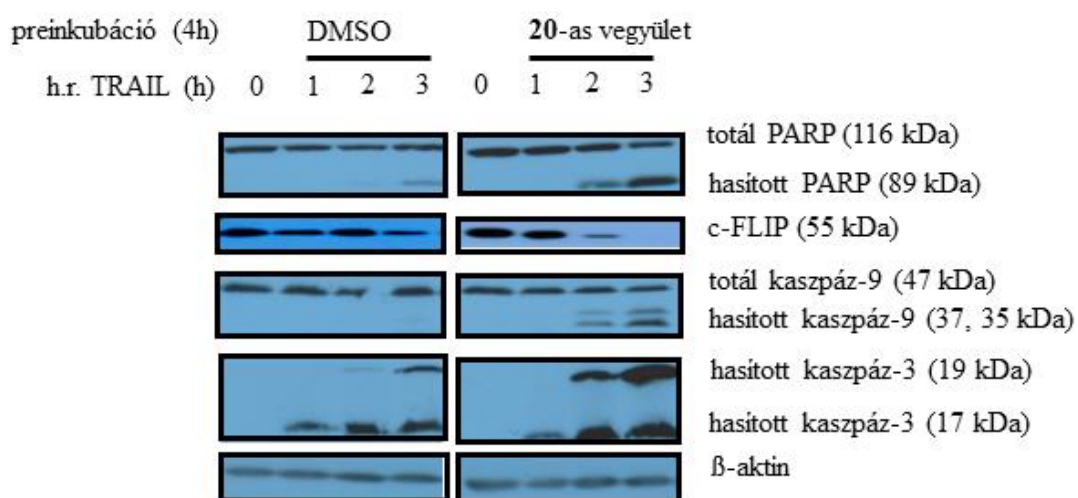 preinkubáció (4h) DMSO 20-as vegyület
h.r. TRAIL (h) 0 1 2 3 0 1 2 3
totál PARP (116 kDa)
hasított PARP (89 kDa)
c-FLIP (55 kDa)
totál kaszpáz-9 (47 kDa)
hasított kaszpáz-9 (37, 35 kDa)
hasított kaszpáz-3 (19 kDa)
hasított kaszpáz-3 (17 kDa)
ß-aktin